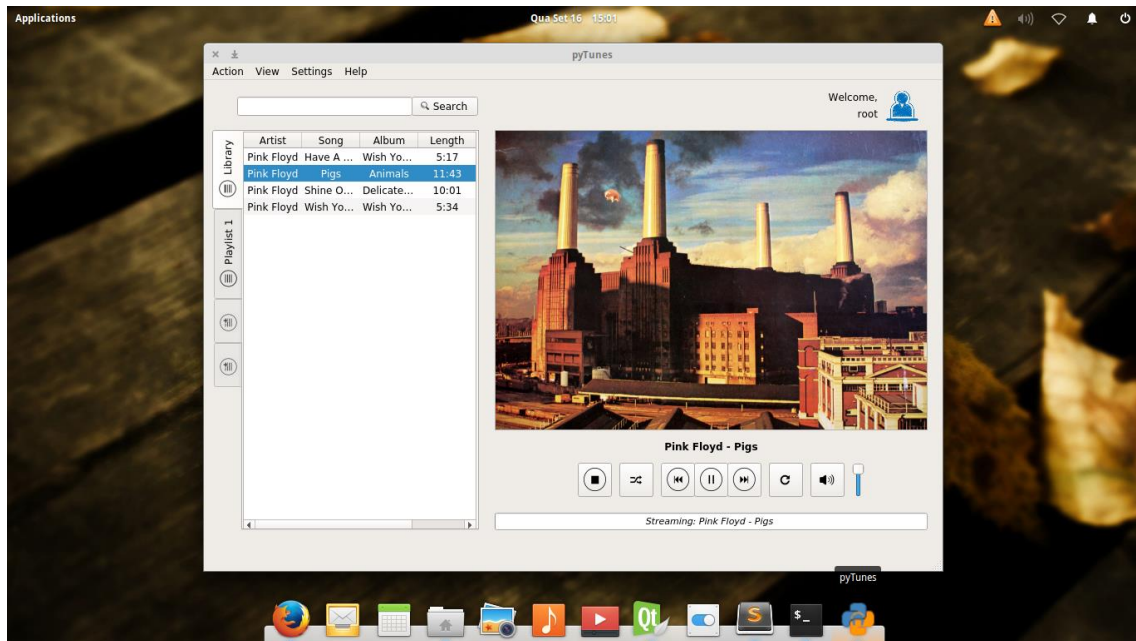 Applications
Qua Set 16 15:01
pyTunes
Action View Settings Help
Search
Welcome,
root
Library
Playlist 1
Artist Song Album Length
Pink Floyd Have A ... Wish Yo... 5:17
Pink Floyd Pigs Animals 11:43
Pink Floyd Shine O... Delicate... 10:01
Pink Floyd Wish Yo... Wish Yo... 5:34
Pink Floyd - Pigs
Streaming: Pink Floyd - Pigs
pyTunes
Qt
S
$_